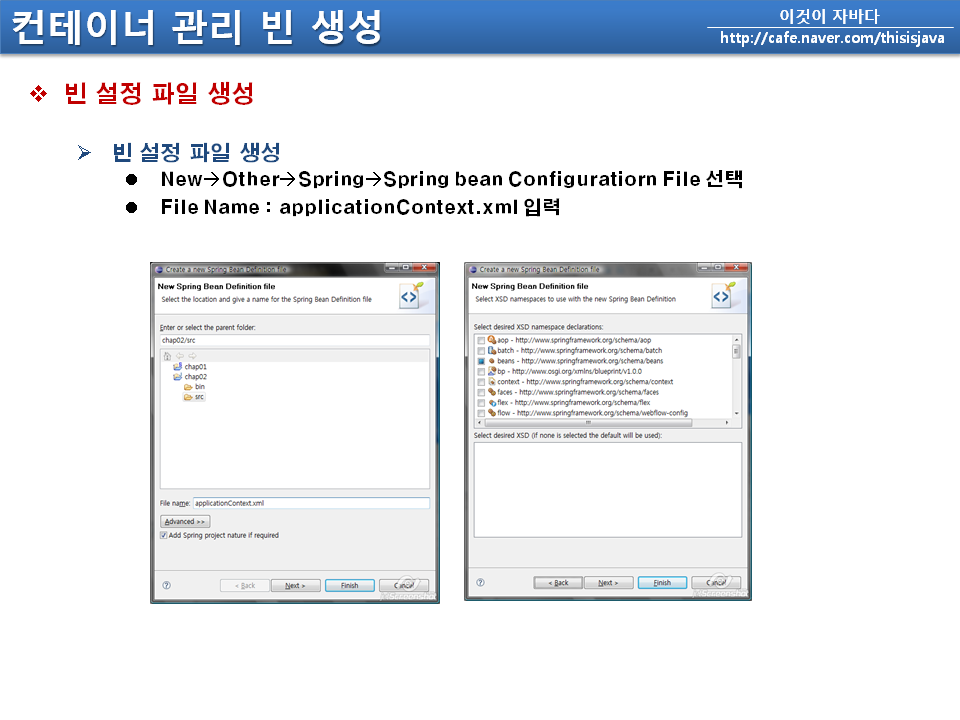 컨테이너 관리 빈 생성
이것이 자바다
http://cafe.naver.com/thisisjava
빈 설정 파일 생성
빈 설정 파일 생성
New→Other→Spring→Spring bean Configuratiorn File 선택
File Name : applicationContext.xml 입력
Create a new Spring Bean Definition file
New Spring Bean Definition file
Select the location and give a name for the Spring Bean Definition file
Enter or select the parent folder:
chap02/src
chap01
chap02
bin
src
File name: applicationContext.xml
Advanced >>
Add Spring project nature if required
< Back Next > Finish Cancel
Create a new Spring Bean Definition file
New Spring Bean Definition file
Select XSD namespaces to use with the new Spring Bean Definition
Select desired XSD namespace declarations:
aop - http://www.springframework.org/schema/aop
batch - http://www.springframework.org/schema/batch
beans - http://www.springframework.org/schema/beans
bp - http://www.osgi.org/xmlns/blueprint/v1.0.0
context - http://www.springframework.org/schema/context
faces - http://www.springframework.org/schema/faces
flex - http://www.springframework.org/schema/flex
flow - http://www.springframework.org/schema/webflow-config
Select desired XSD (if none is selected the default will be used):
< Back Next > Finish Cancel